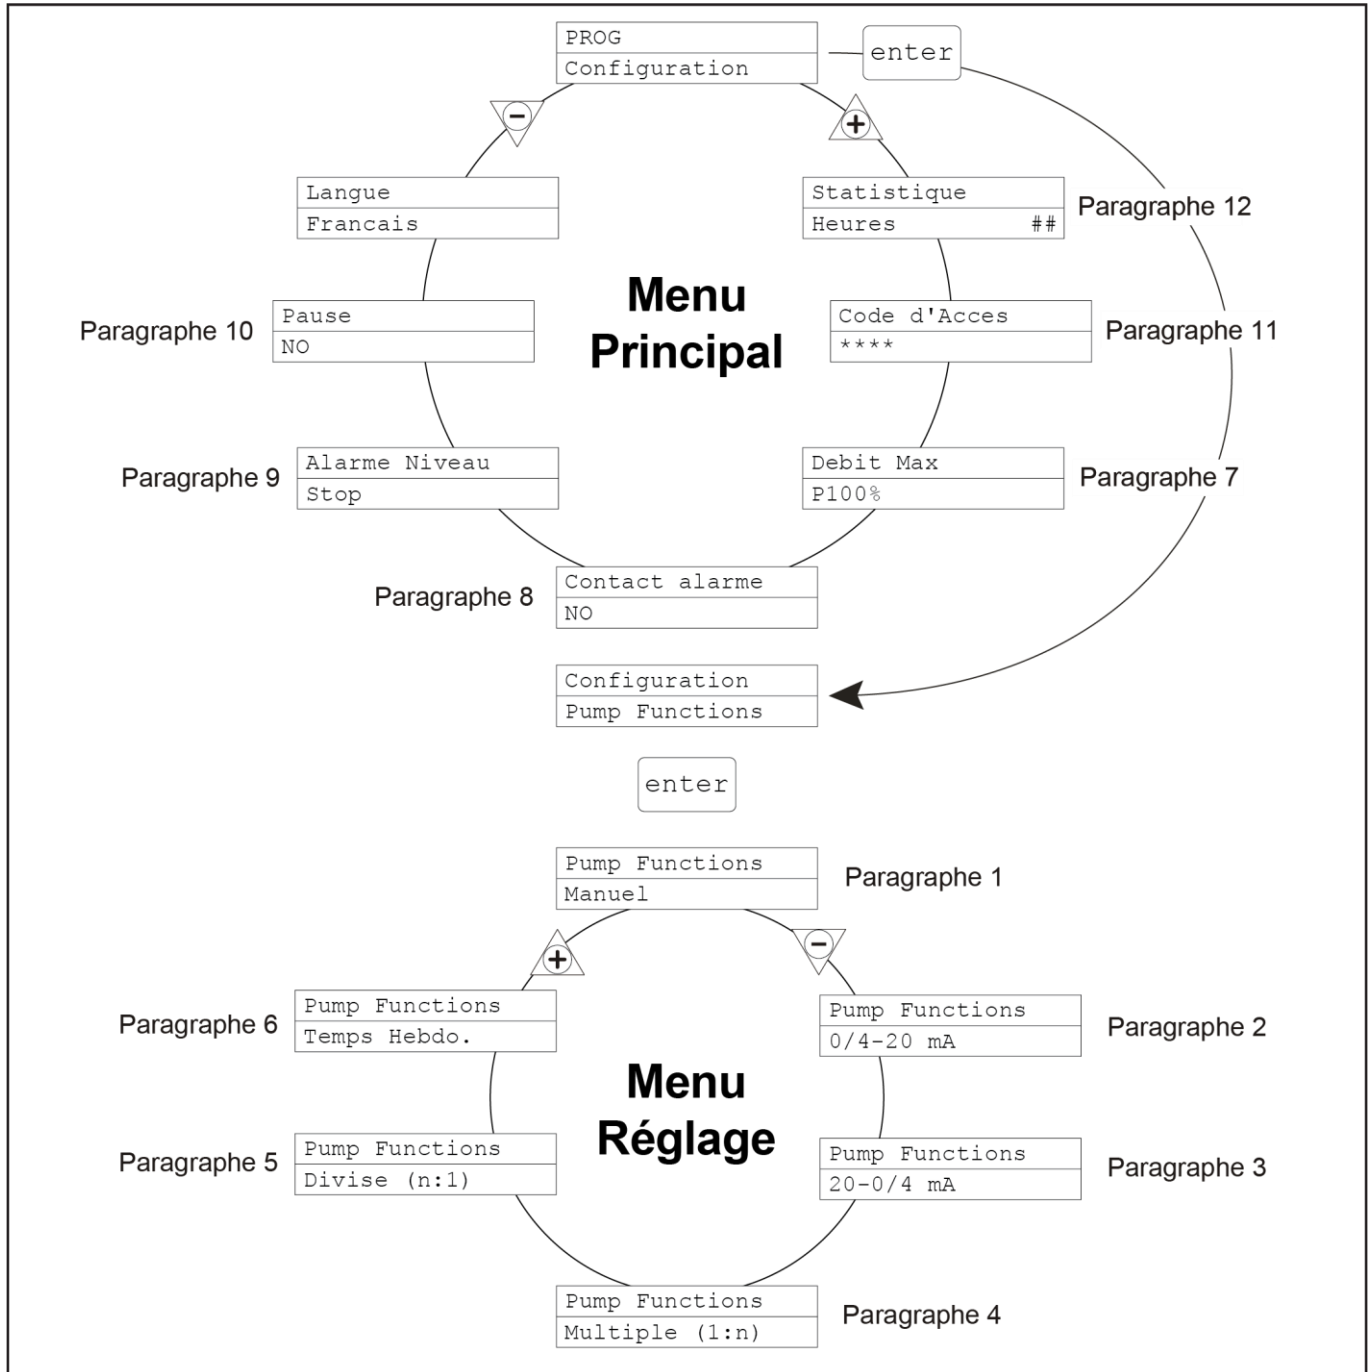 PROG
Configuration
enter
−
+
Langue
Francais
Statistique
Heures ##
Paragraphe 12
Menu
Principal
Paragraphe 10
Pause
NO
Code d'Acces
****
Paragraphe 11
Paragraphe 9
Alarme Niveau
Stop
Debit Max
P100%
Paragraphe 7
Paragraphe 8
Contact alarme
NO
Configuration
Pump Functions
enter
Pump Functions
Manuel
Paragraphe 1
+
−
Paragraphe 6
Pump Functions
Temps Hebdo.
Pump Functions
0/4-20 mA
Paragraphe 2
Menu
Réglage
Paragraphe 5
Pump Functions
Divise (n:1)
Pump Functions
20-0/4 mA
Paragraphe 3
Pump Functions
Multiple (1:n)
Paragraphe 4